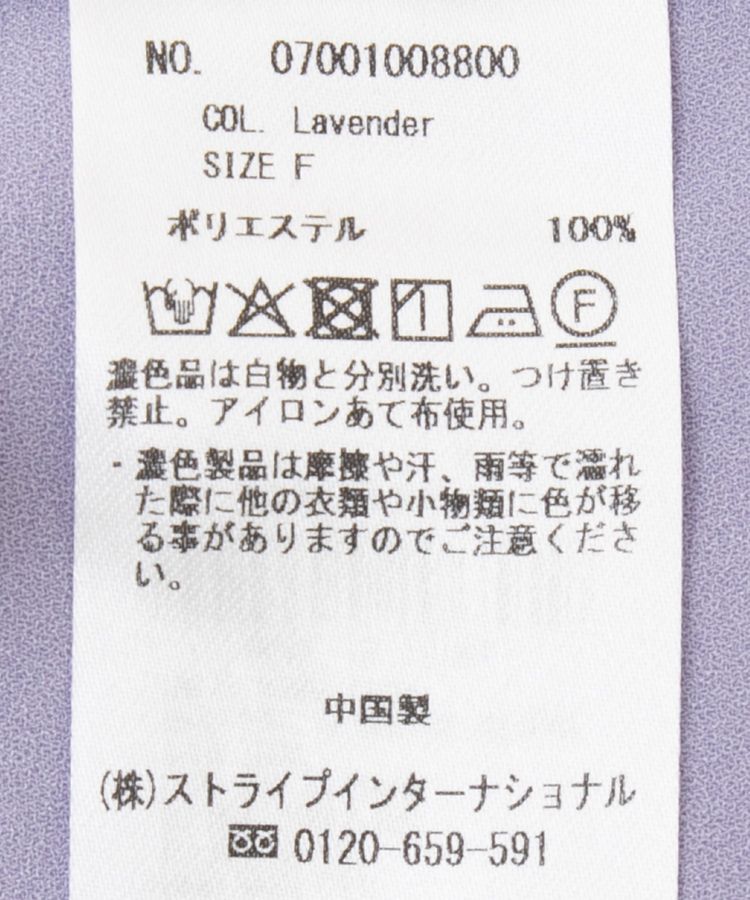 NO. 07001008800
COL. Lavender
SIZE F
ポリエステル 100%
F
濃色品は白物と分別洗い。つけ置き
禁止。アイロンあて布使用。
・濃色製品は摩擦や汗、雨等で濡れ
た際に他の衣類や小物類に色が移
る事がありますのでご注意くださ
い。
中国製
(株)ストライプインターナショナル
0120-659-591